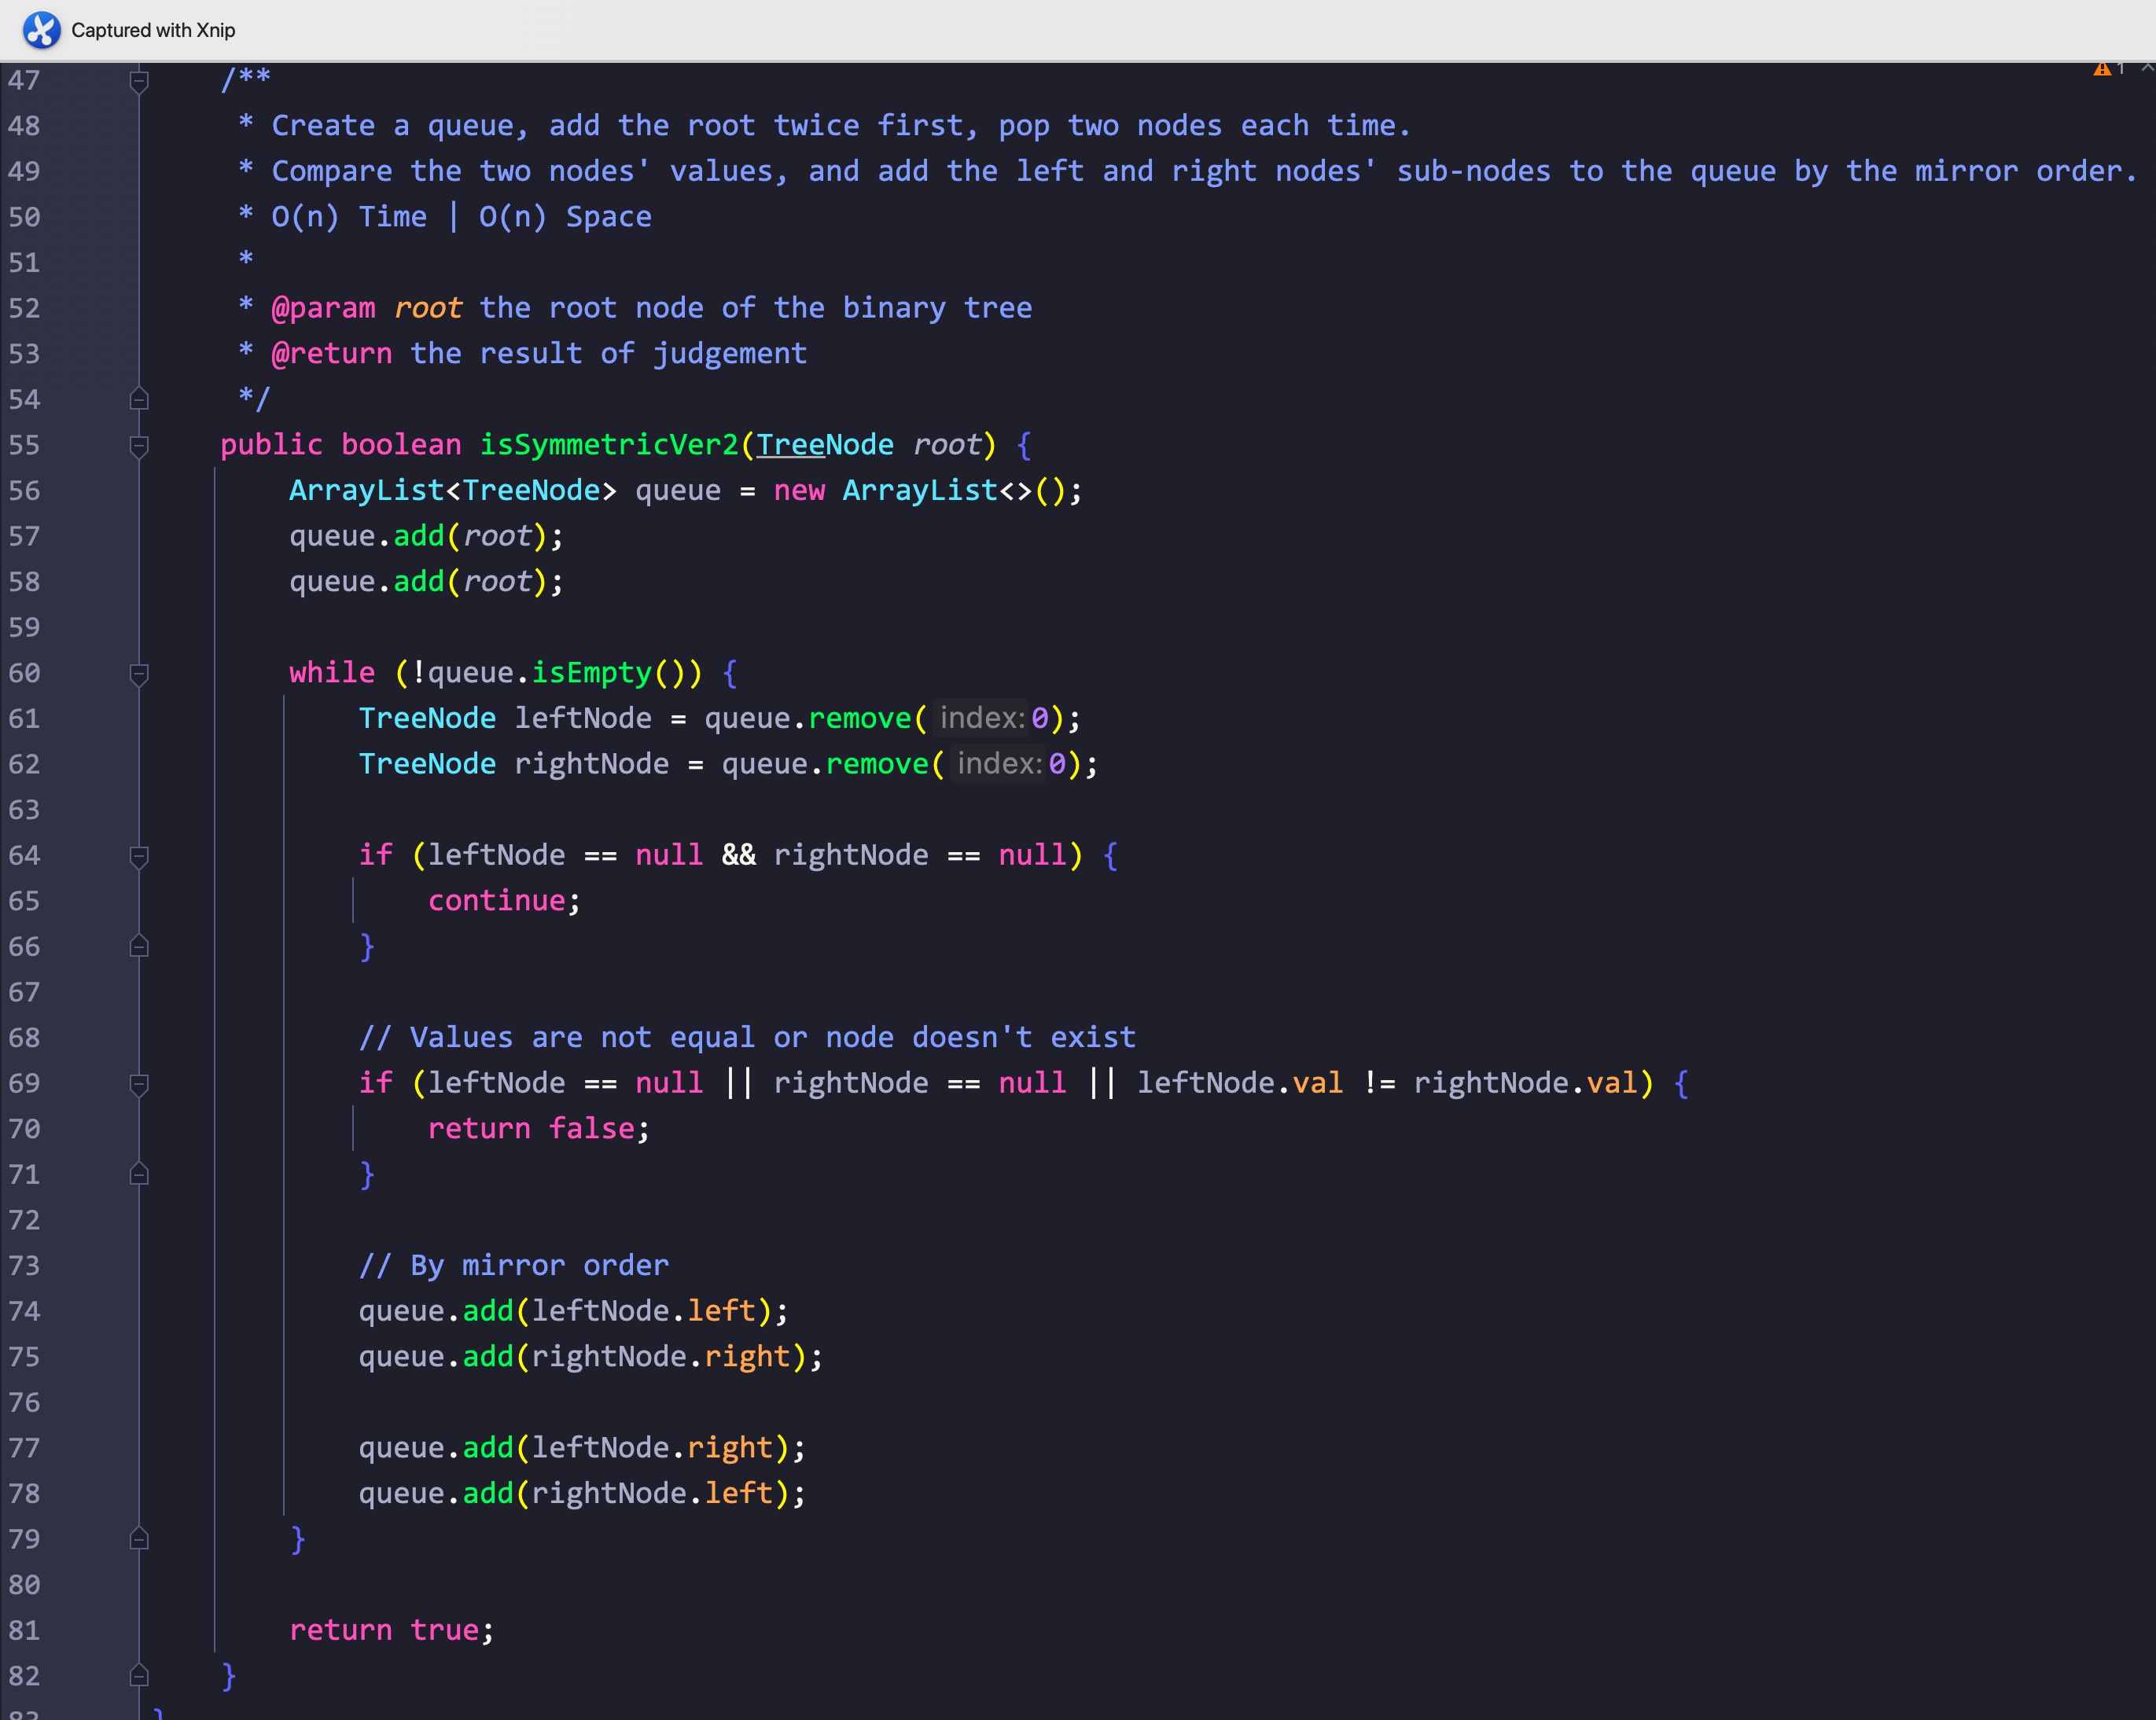 Captured with Xnip
1
47 /**
48 * Create a queue, add the root twice first, pop two nodes each time.
49 * Compare the two nodes' values, and add the left and right nodes' sub-nodes to the queue by the mirror order.
50 * O(n) Time | O(n) Space
51 *
52 * @param root the root node of the binary tree
53 * @return the result of judgement
54 */
55 public boolean isSymmetricVer2(TreeNode root) {
56 ArrayList<TreeNode> queue = new ArrayList<>();
57 queue.add(root);
58 queue.add(root);
59
60 while (!queue.isEmpty()) {
61 TreeNode leftNode = queue.remove( index: 0);
62 TreeNode rightNode = queue.remove( index: 0);
63
64 if (leftNode == null && rightNode == null) {
65 continue;
66 }
67
68 // Values are not equal or node doesn't exist
69 if (leftNode == null || rightNode == null || leftNode.val != rightNode.val) {
70 return false;
71 }
72
73 // By mirror order
74 queue.add(leftNode.left);
75 queue.add(rightNode.right);
76
77 queue.add(leftNode.right);
78 queue.add(rightNode.left);
79 }
80
81 return true;
82 }
83 }